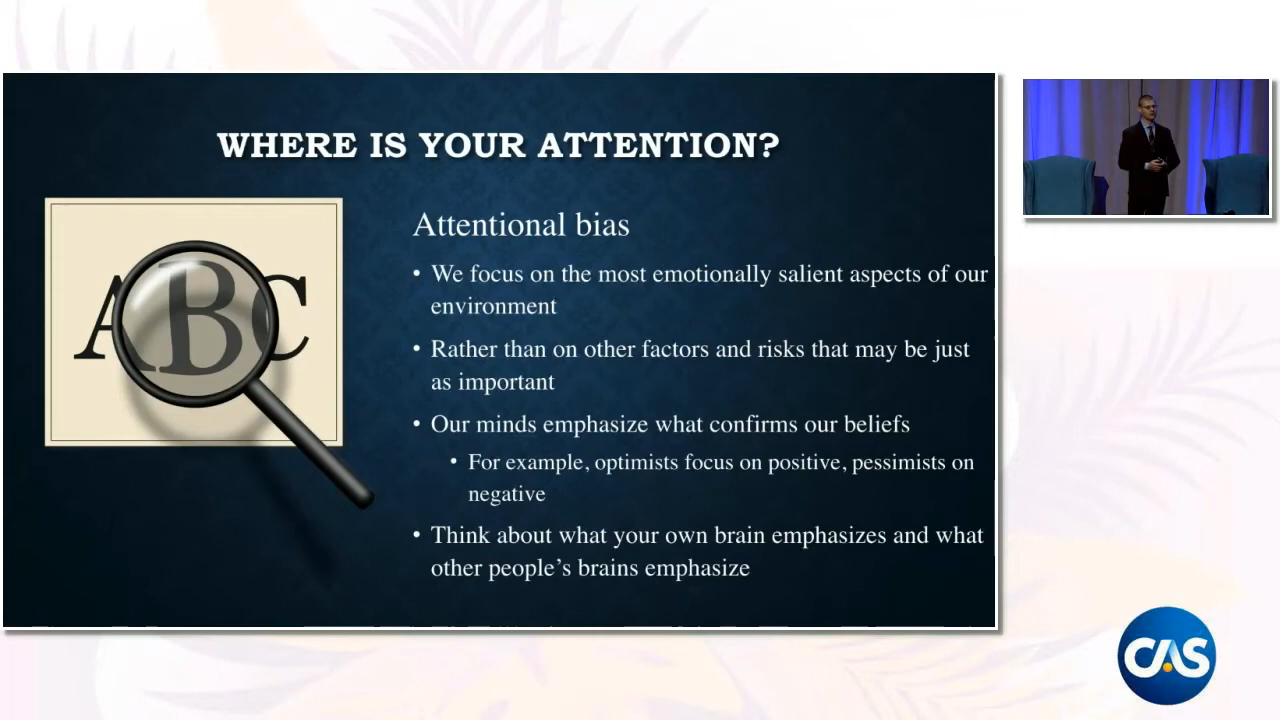 WHERE IS YOUR ATTENTION?
ABC
Attentional bias
• We focus on the most emotionally salient aspects of our
environment
• Rather than on other factors and risks that may be just
as important
• Our minds emphasize what confirms our beliefs
• For example, optimists focus on positive, pessimists on
negative
• Think about what your own brain emphasizes and what
other people's brains emphasize
CAS